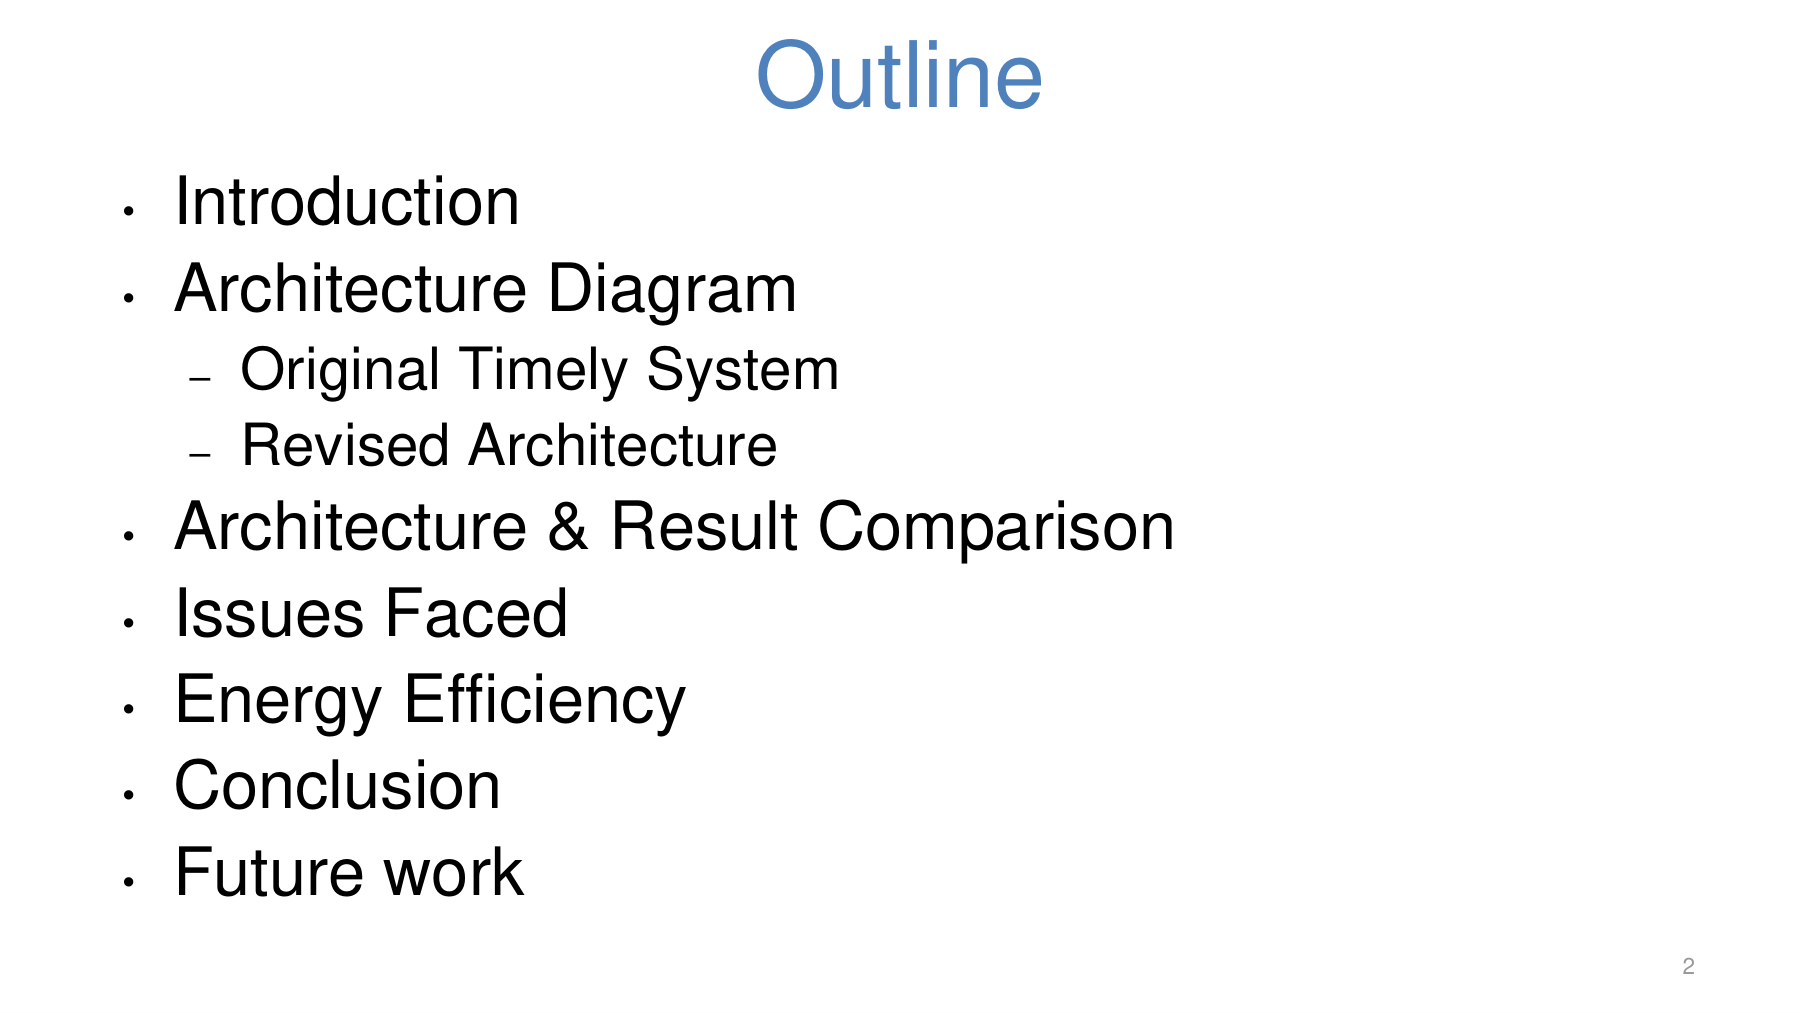 Outline
• Introduction
• Architecture Diagram
– Original Timely System
– Revised Architecture
• Architecture & Result Comparison
• Issues Faced
• Energy Efficiency
• Conclusion
• Future work
2